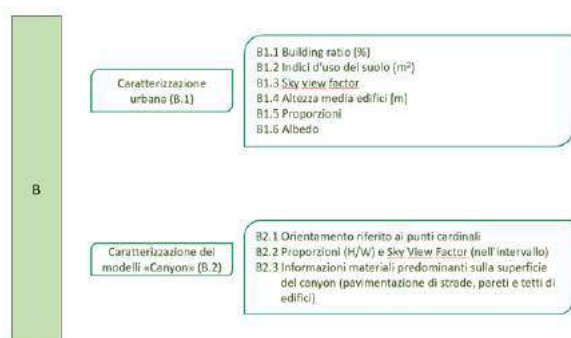 B
Caratterizzazione
urbana (B.1)
B1.1 Building ratio (%)
B1.2 Indici d'uso del suolo (m²)
B1.3 Sky view factor
B1.4 Altezza media edifici (m)
B1.5 Proporzioni
B1.6 Albedo
Caratterizzazione dei
modelli «Canyon» (B.2)
B2.1 Orientamento riferito ai punti cardinali
B2.2 Proporzioni (H/W) e Sky View Factor (nell'intervallo)
B2.3 Informazioni materiali predominanti sulla superficie
del canyon (pavimentazione di strade, pareti e tetti di
edifici)